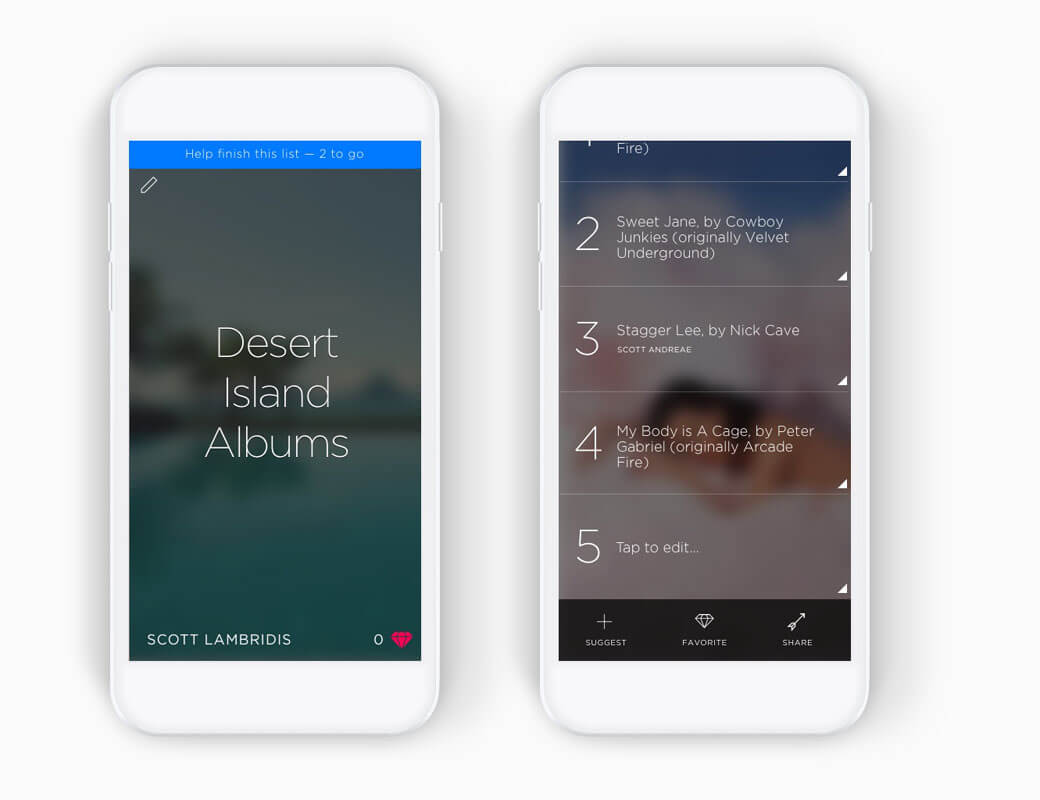 Help finish this list — 2 to go
Desert
Island
Albums
SCOTT LAMBRIDIS
0
Fire)
2
Sweet Jane, by Cowboy
Junkies (originally Velvet
Underground)
3
Stagger Lee, by Nick Cave
SCOTT ANDREAE
4
My Body is A Cage, by Peter
Gabriel (originally Arcade
Fire)
5
Tap to edit...
SUGGEST
FAVORITE
SHARE